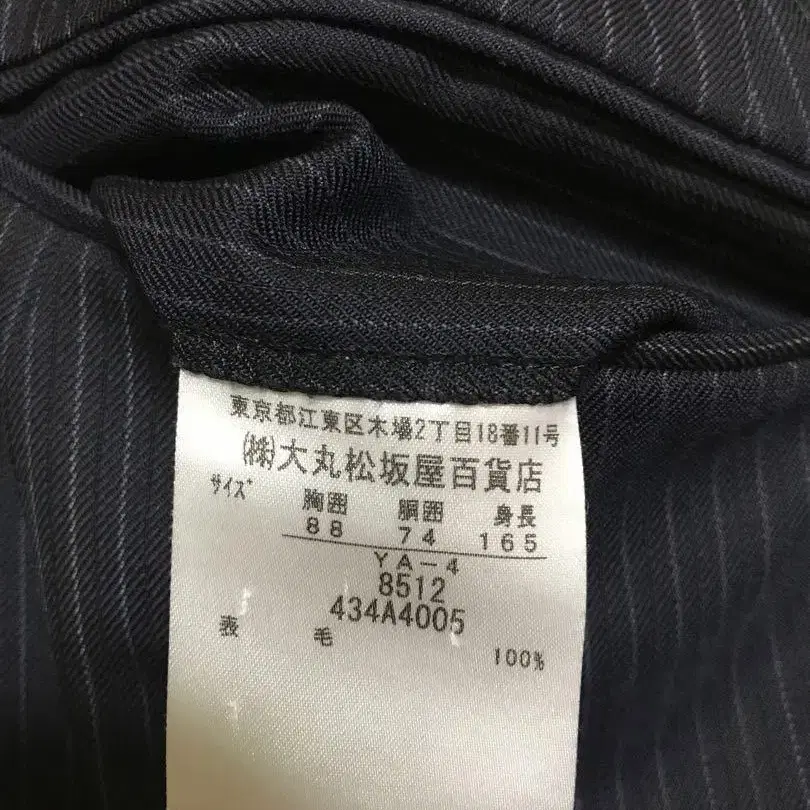 東京都江東区木場2丁目18番11号
(株)大丸松坂屋百貨店
サイズ 胸囲 胴囲 身長
88 74 165
YA-4
8512
434A4005
表 毛
100%